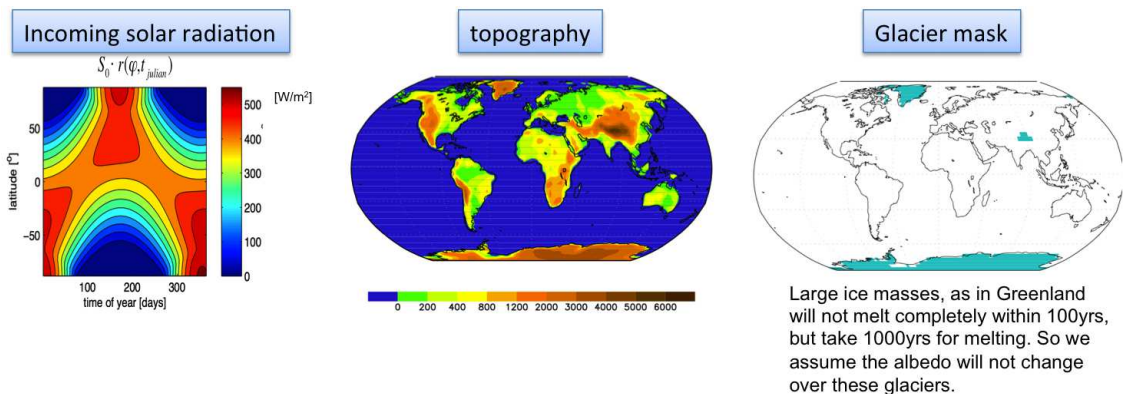 Incoming solar radiation
topography
Glacier mask
S₀ · r(φ,t julian)
[W/m²]
500
400
300
200
100
0
latitude [°]
50
0
−50
100 200 300
time of year [days]
0 200 400 800 1200 2000 3000 4000 5000 6000
Large ice masses, as in Greenland
will not melt completely within 100yrs,
but take 1000yrs for melting. So we
assume the albedo will not change
over these glaciers.